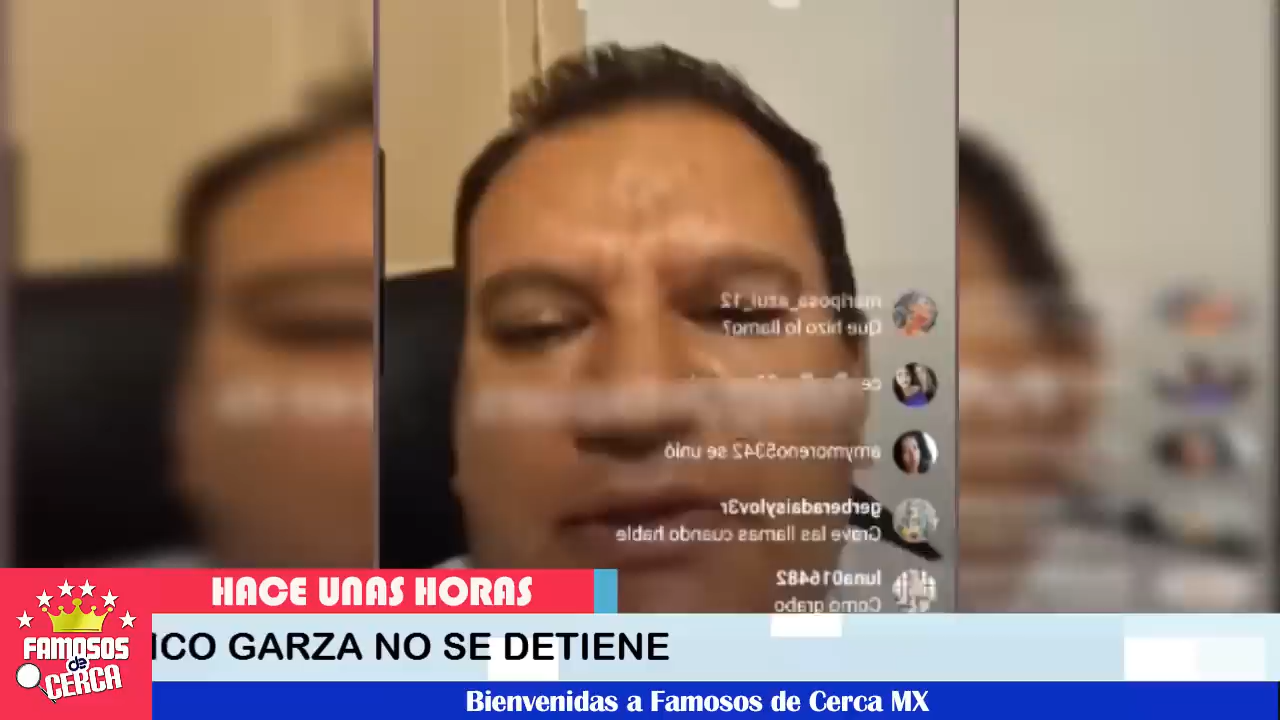 mariposa_azul_12
Que hizo lo llamo?
amymoreno5342 se unió
gerberadaisylov3r
Grave las llamas cuando hable
luna016482
Como grabo
HACE UNAS HORAS
ICO GARZA NO SE DETIENE
FAMOSOS
de
CERCA
Bienvenidas a Famosos de Cerca MX